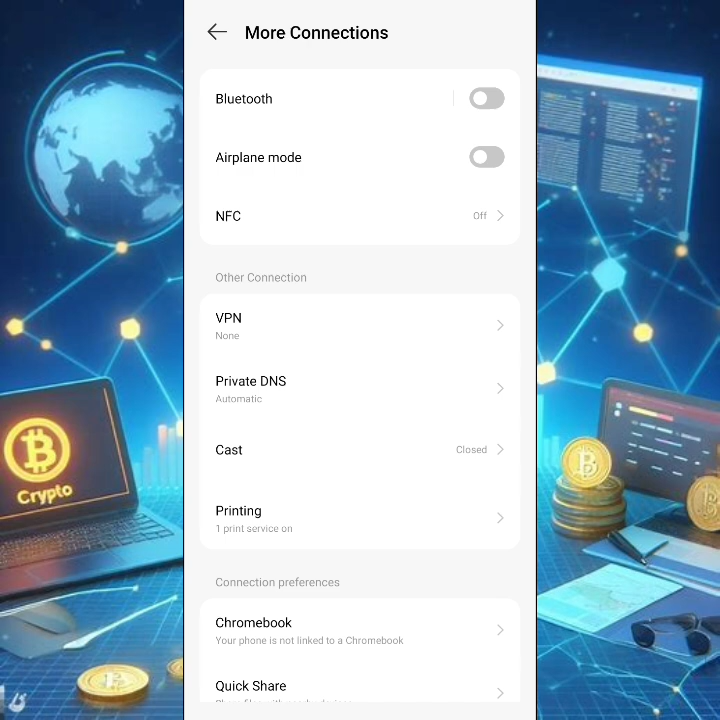 More Connections
Bluetooth
Airplane mode
NFC
Off
Other Connection
VPN
None
Private DNS
Automatic
Cast
Closed
Printing
1 print service on
Connection preferences
Chromebook
Your phone is not linked to a Chromebook
Quick Share
Crypto